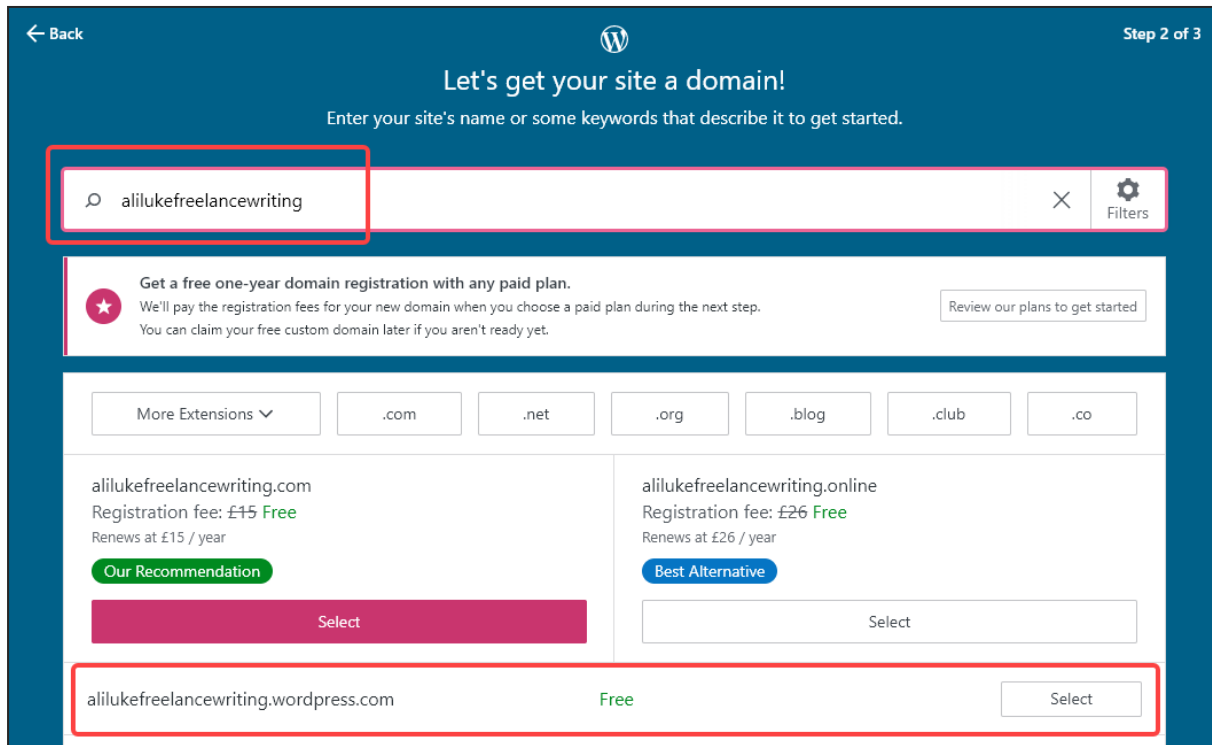 Back
Step 2 of 3
Let's get your site a domain!
Enter your site's name or some keywords that describe it to get started.
alilukefreelancewriting
Filters
Get a free one-year domain registration with any paid plan.
We'll pay the registration fees for your new domain when you choose a paid plan during the next step.
You can claim your free custom domain later if you aren't ready yet.
Review our plans to get started
More Extensions
.com
.net
.org
.blog
.club
.co
alilukefreelancewriting.com
Registration fee: £15 Free
Renews at £15 / year
Our Recommendation
Select
alilukefreelancewriting.online
Registration fee: £26 Free
Renews at £26 / year
Best Alternative
Select
alilukefreelancewriting.wordpress.com
Free
Select